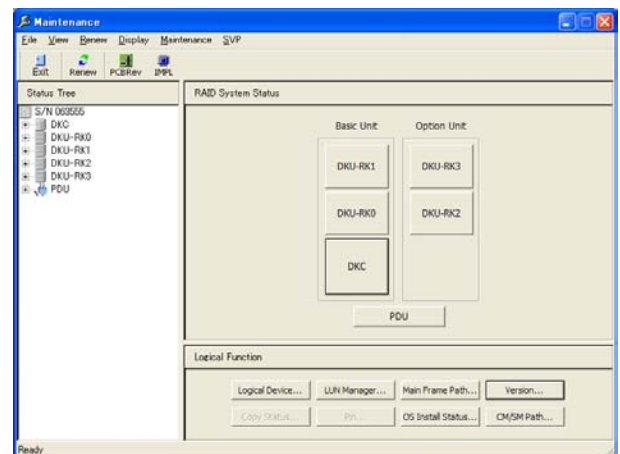 Maintenance
File View Renew Display Maintenance SVP
Exit Renew PCBRev IMPL
Status Tree
S/N 063555
DKC
DKU-RK0
DKU-RK1
DKU-RK2
DKU-RK3
PDU
RAID System Status
Basic Unit Option Unit
DKU-RK1 DKU-RK3
DKU-RK0 DKU-RK2
DKC
PDU
Logical Function
Logical Device... LUN Manager... Main Frame Path... Version...
Copy Status... Pin... OS Install Status... CM/SM Path...
Ready